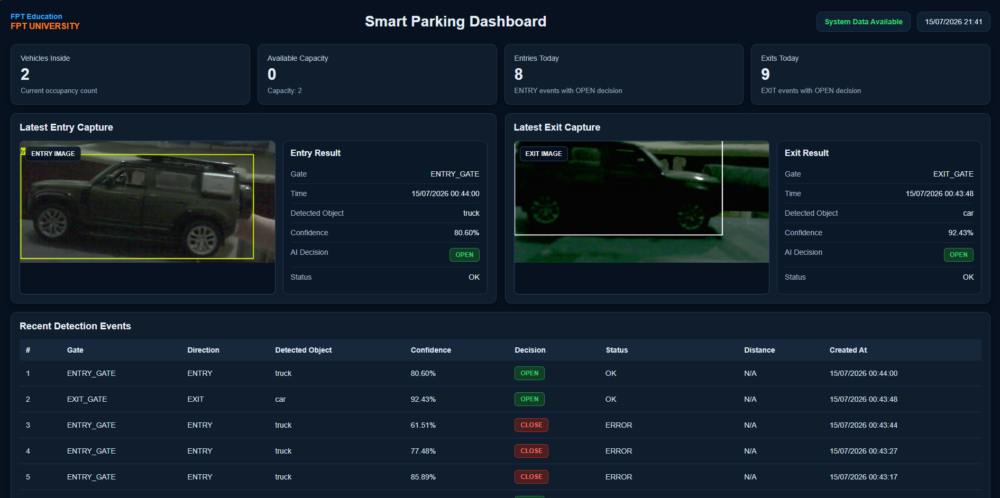 FPT Education
FPT UNIVERSITY
Smart Parking Dashboard
System Data Available
15/07/2026 21:41
Vehicles Inside
2
Current occupancy count
Available Capacity
0
Capacity: 2
Entries Today
8
ENTRY events with OPEN decision
Exits Today
9
EXIT events with OPEN decision
Latest Entry Capture
ENTRY IMAGE
Entry Result
Gate ENTRY_GATE
Time 15/07/2026 00:44:00
Detected Object truck
Confidence 80.60%
AI Decision OPEN
Status OK
Latest Exit Capture
EXIT IMAGE
Exit Result
Gate EXIT_GATE
Time 15/07/2026 00:43:48
Detected Object car
Confidence 92.43%
AI Decision OPEN
Status OK
Recent Detection Events
# Gate Direction Detected Object Confidence Decision Status Distance Created At
1 ENTRY_GATE ENTRY truck 80.60% OPEN OK N/A 15/07/2026 00:44:00
2 EXIT_GATE EXIT car 92.43% OPEN OK N/A 15/07/2026 00:43:48
3 ENTRY_GATE ENTRY truck 61.51% CLOSE ERROR N/A 15/07/2026 00:43:44
4 ENTRY_GATE ENTRY truck 77.48% CLOSE ERROR N/A 15/07/2026 00:43:27
5 ENTRY_GATE ENTRY truck 85.89% CLOSE ERROR N/A 15/07/2026 00:43:17